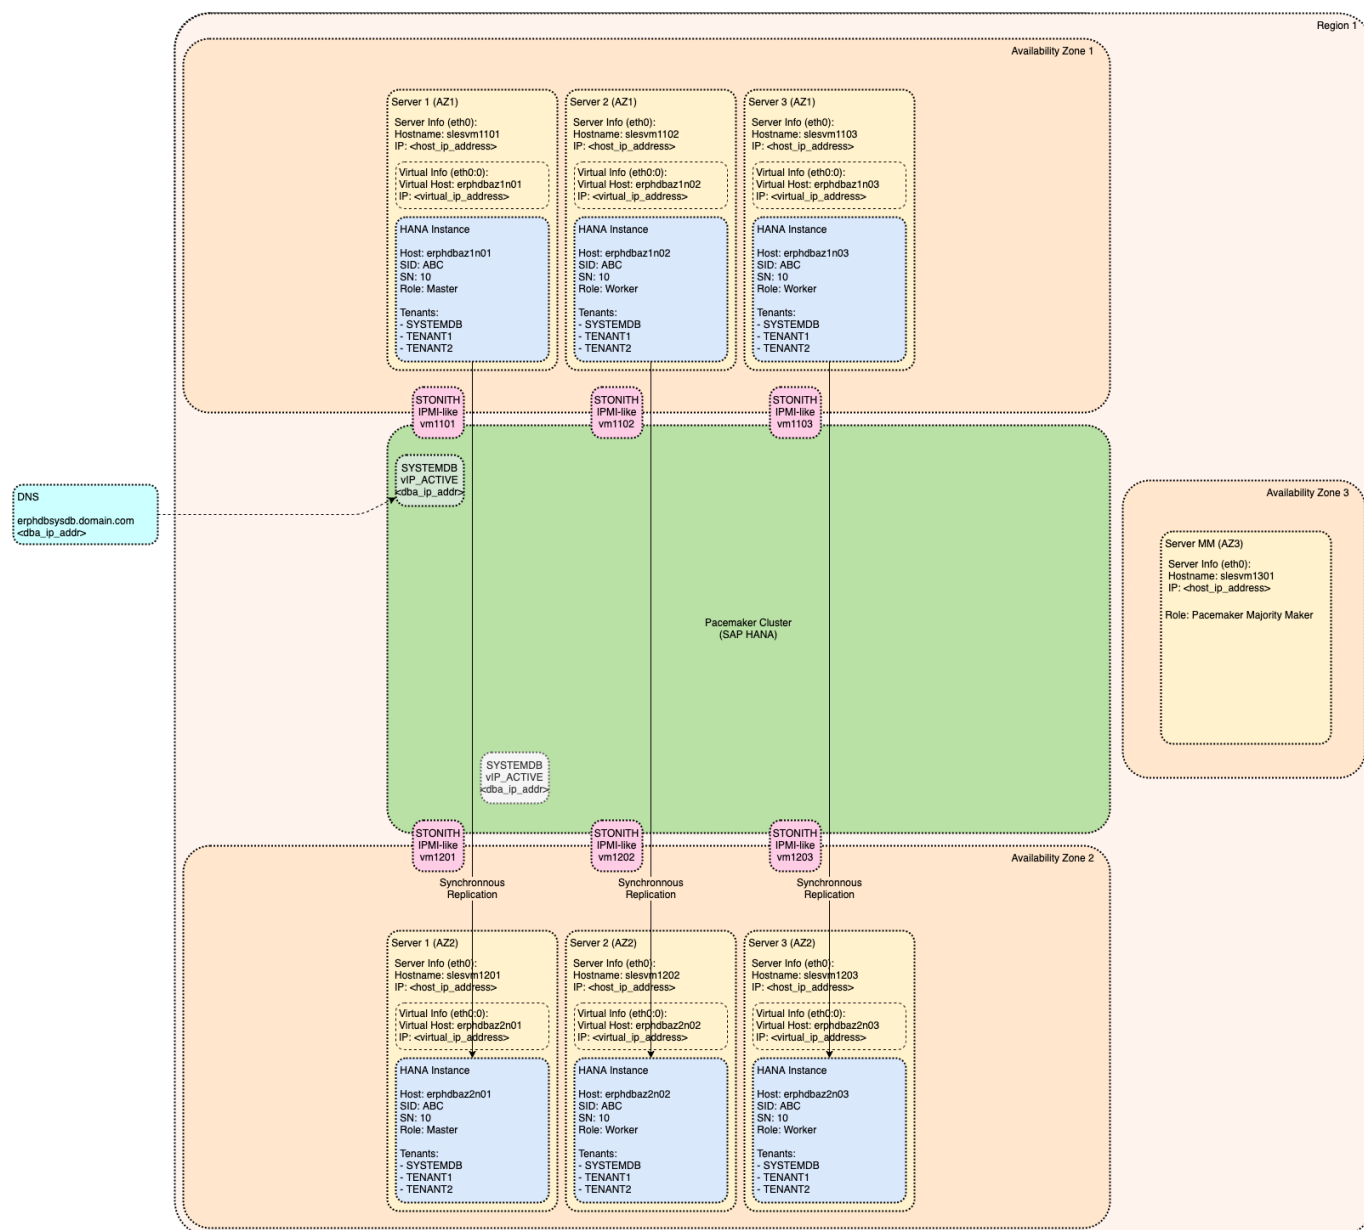 Region 1
Availability Zone 1
Server 1 (AZ1)
Server Info (eth0):
Hostname: slesvm1101
IP: <host_ip_address>
Virtual Info (eth0:0):
Virtual Host: erphdbaz1n01
IP: <virtual_ip_address>
HANA Instance
Host: erphdbaz1n01
SID: ABC
SN: 10
Role: Master
Tenants:
- SYSTEMDB
- TENANT1
- TENANT2
Server 2 (AZ1)
Server Info (eth0):
Hostname: slesvm1102
IP: <host_ip_address>
Virtual Info (eth0:0):
Virtual Host: erphdbaz1n02
IP: <virtual_ip_address>
HANA Instance
Host: erphdbaz1n02
SID: ABC
SN: 10
Role: Worker
Tenants:
- SYSTEMDB
- TENANT1
- TENANT2
Server 3 (AZ1)
Server Info (eth0):
Hostname: slesvm1103
IP: <host_ip_address>
Virtual Info (eth0:0):
Virtual Host: erphdbaz1n03
IP: <virtual_ip_address>
HANA Instance
Host: erphdbaz1n03
SID: ABC
SN: 10
Role: Worker
Tenants:
- SYSTEMDB
- TENANT1
- TENANT2
STONITH
IPMI-like
vm1101
STONITH
IPMI-like
vm1102
STONITH
IPMI-like
vm1103
SYSTEMDB
vIP_ACTIVE
<dba_ip_addr>
DNS
erphdbsysdb.domain.com
<dba_ip_addr>
Availability Zone 3
Server MM (AZ3)
Server Info (eth0):
Hostname: slesvm1301
IP: <host_ip_address>
Role: Pacemaker Majority Maker
Pacemaker Cluster
(SAP HANA)
SYSTEMDB
vIP_ACTIVE
<dba_ip_addr>
STONITH
IPMI-like
vm1201
STONITH
IPMI-like
vm1202
STONITH
IPMI-like
vm1203
Availability Zone 2
Synchronnous
Replication
Synchronnous
Replication
Synchronnous
Replication
Server 1 (AZ2)
Server Info (eth0):
Hostname: slesvm1201
IP: <host_ip_address>
Virtual Info (eth0:0):
Virtual Host: erphdbaz2n01
IP: <virtual_ip_address>
HANA Instance
Host: erphdbaz2n01
SID: ABC
SN: 10
Role: Master
Tenants:
- SYSTEMDB
- TENANT1
- TENANT2
Server 2 (AZ2)
Server Info (eth0):
Hostname: slesvm1202
IP: <host_ip_address>
Virtual Info (eth0:0):
Virtual Host: erphdbaz2n02
IP: <virtual_ip_address>
HANA Instance
Host: erphdbaz2n02
SID: ABC
SN: 10
Role: Worker
Tenants:
- SYSTEMDB
- TENANT1
- TENANT2
Server 3 (AZ2)
Server Info (eth0):
Hostname: slesvm1203
IP: <host_ip_address>
Virtual Info (eth0:0):
Virtual Host: erphdbaz2n03
IP: <virtual_ip_address>
HANA Instance
Host: erphdbaz2n03
SID: ABC
SN: 10
Role: Worker
Tenants:
- SYSTEMDB
- TENANT1
- TENANT2